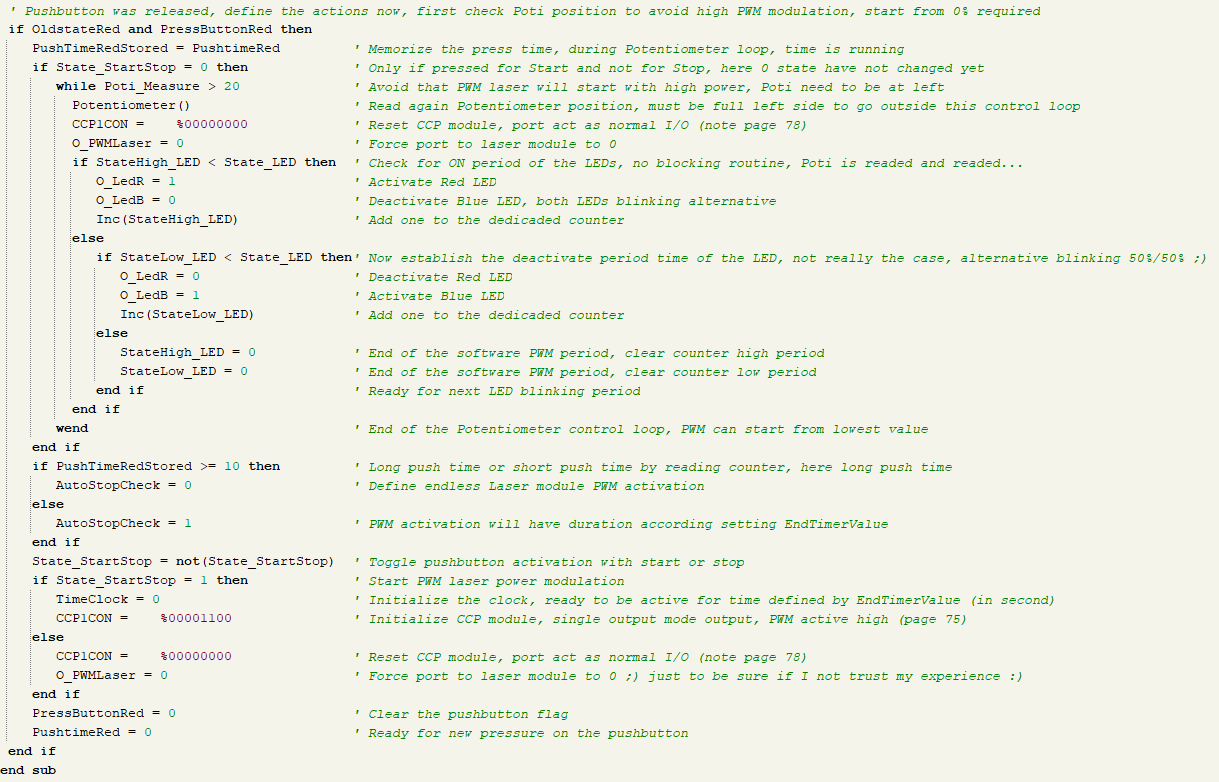 ' Pushbutton was released, define the actions now, first check Poti position to avoid high PWM modulation, start from 0% required
if OldstateRed and PressButtonRed then
PushTimeRedStored = PushtimeRed ' Memorize the press time, during Potentiometer loop, time is running
if State_StartStop = 0 then ' Only if pressed for Start and not for Stop, here 0 state have not changed yet
while Poti_Measure > 20 ' Avoid that PWM laser will start with high power, Poti need to be at left
Potentiometer() ' Read again Potentiometer position, must be full left side to go outside this control loop
CCP1CON = %00000000 ' Reset CCP module, port act as normal I/O (note page 78)
O_PWMLaser = 0 ' Force port to laser module to 0
if StateHigh_LED < State_LED then ' Check for ON period of the LEDs, no blocking routine, Poti is readed and readed...
O_LedR = 1 ' Activate Red LED
O_LedB = 0 ' Deactivate Blue LED, both LEDs blinking alternative
Inc(StateHigh_LED) ' Add one to the dedicaded counter
else
if StateLow_LED < State_LED then ' Now establish the deactivate period time of the LED, not really the case, alternative blinking 50%/50% ;)
O_LedR = 0 ' Deactivate Red LED
O_LedB = 1 ' Activate Blue LED
Inc(StateLow_LED) ' Add one to the dedicaded counter
else
StateHigh_LED = 0 ' End of the software PWM period, clear counter high period
StateLow_LED = 0 ' End of the software PWM period, clear counter low period
end if ' Ready for next LED blinking period
end if
wend ' End of the Potentiometer control loop, PWM can start from lowest value
end if
if PushTimeRedStored >= 10 then ' Long push time or short push time by reading counter, here long push time
AutoStopCheck = 0 ' Define endless Laser module PWM activation
else
AutoStopCheck = 1 ' PWM activation will have duration according setting EndTimerValue
end if
State_StartStop = not(State_StartStop) ' Toggle pushbutton activation with start or stop
if State_StartStop = 1 then ' Start PWM laser power modulation
TimeClock = 0 ' Initialize the clock, ready to be active for time defined by EndTimerValue (in second)
CCP1CON = %00001100 ' Initialize CCP module, single output mode output, PWM active high (page 75)
else
CCP1CON = %00000000 ' Reset CCP module, port act as normal I/O (note page 78)
O_PWMLaser = 0 ' Force port to laser module to 0 ;) just to be sure if I not trust my experience :)
end if
PressButtonRed = 0 ' Clear the pushbutton flag
PushtimeRed = 0 ' Ready for new pressure on the pushbutton
end if
end sub